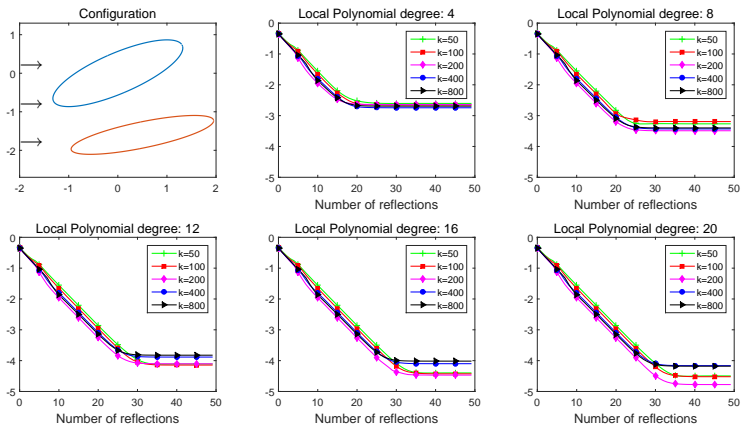 Configuration
1
0
-1
-2
-2 -1 0 1 2
Local Polynomial degree: 4
0
-1
-2
-3
-4
-5
0 10 20 30 40 50
Number of reflections
k=50
k=100
k=200
k=400
k=800
Local Polynomial degree: 8
0
-1
-2
-3
-4
-5
0 10 20 30 40 50
Number of reflections
k=50
k=100
k=200
k=400
k=800
Local Polynomial degree: 12
0
-1
-2
-3
-4
-5
0 10 20 30 40 50
Number of reflections
k=50
k=100
k=200
k=400
k=800
Local Polynomial degree: 16
0
-1
-2
-3
-4
-5
0 10 20 30 40 50
Number of reflections
k=50
k=100
k=200
k=400
k=800
Local Polynomial degree: 20
0
-1
-2
-3
-4
-5
0 10 20 30 40 50
Number of reflections
k=50
k=100
k=200
k=400
k=800